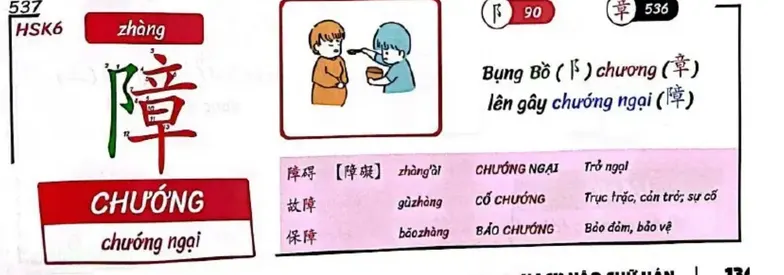 537
HSK6
zhàng
障
CHƯỚNG
chướng ngại
阝 90
章 536
Bụng Bồ (阝) chương (章)
lên gây chướng ngại (障)
障碍 【障礙】 zhàng'ài CHƯỚNG NGẠI Trở ngại
故障 gùzhàng CỐ CHƯỚNG Trục trặc, cản trở; sự cố
保障 bǎozhàng BẢO CHƯỚNG Bảo đảm, bảo vệ